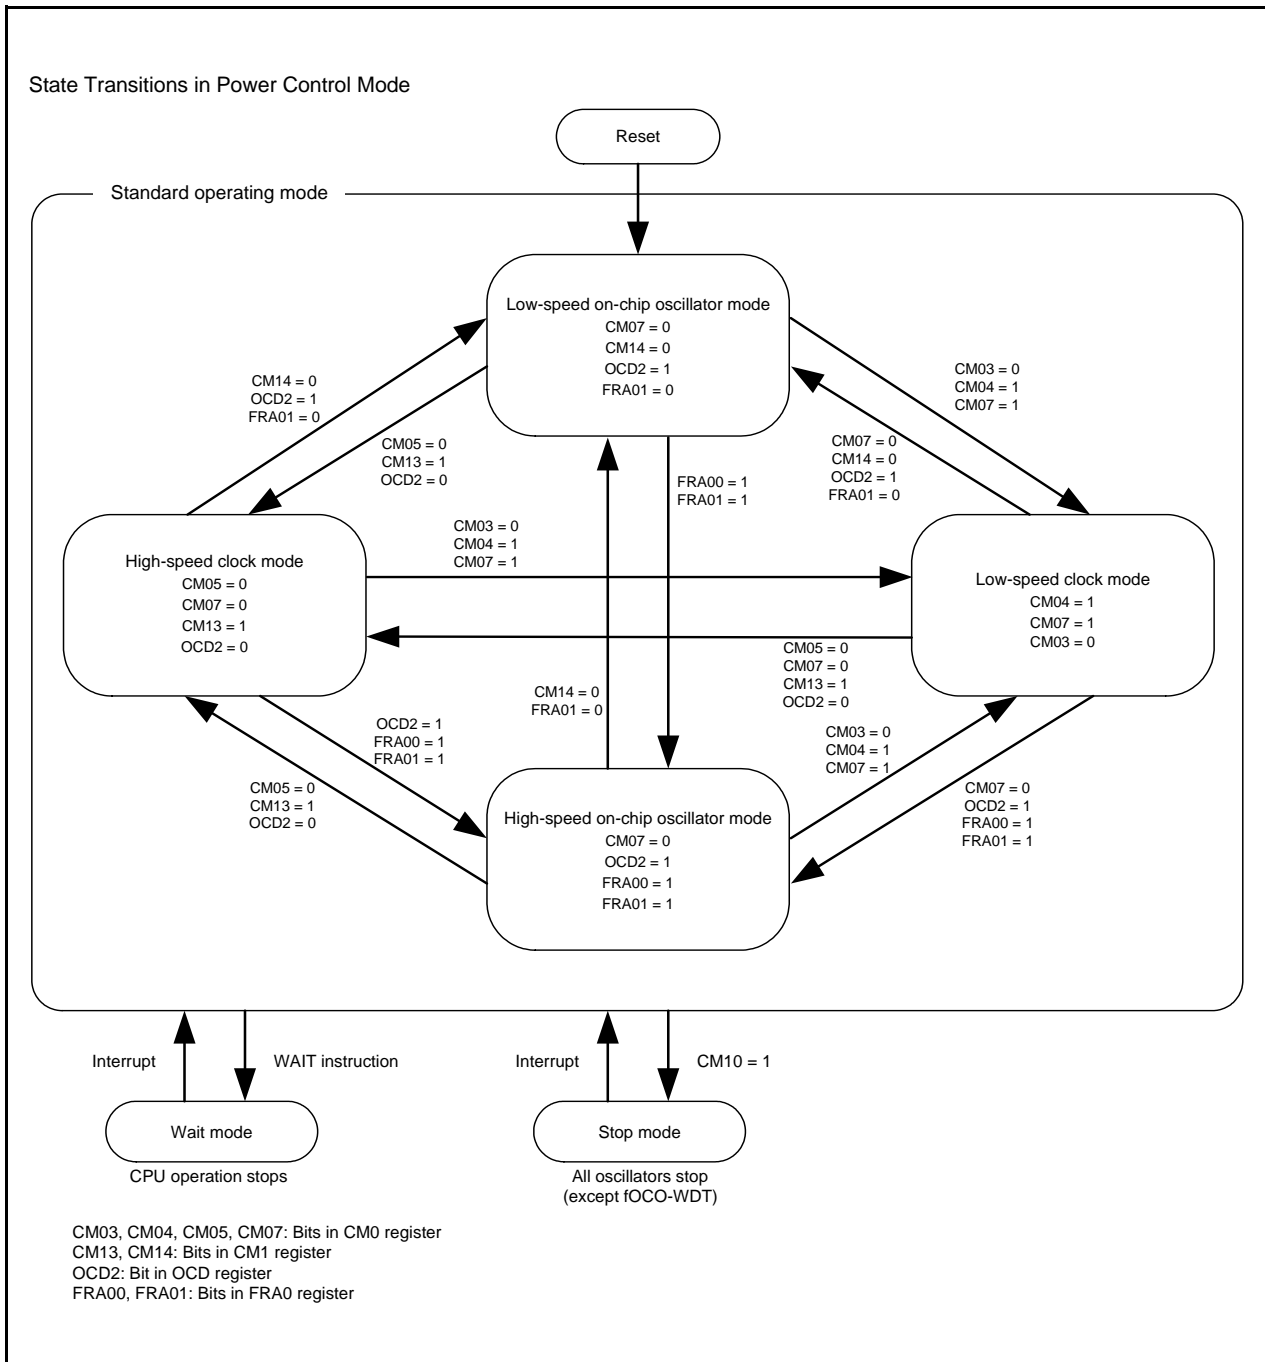 State Transitions in Power Control Mode
Reset
Standard operating mode
Low-speed on-chip oscillator mode
CM07 = 0
CM14 = 0
OCD2 = 1
FRA01 = 0
CM14 = 0
OCD2 = 1
FRA01 = 0
CM05 = 0
CM13 = 1
OCD2 = 0
CM03 = 0
CM04 = 1
CM07 = 1
CM07 = 0
CM14 = 0
OCD2 = 1
FRA01 = 0
FRA00 = 1
FRA01 = 1
CM03 = 0
CM04 = 1
CM07 = 1
High-speed clock mode
CM05 = 0
CM07 = 0
CM13 = 1
OCD2 = 0
Low-speed clock mode
CM04 = 1
CM07 = 1
CM03 = 0
CM05 = 0
CM07 = 0
CM13 = 1
OCD2 = 0
CM14 = 0
FRA01 = 0
OCD2 = 1
FRA00 = 1
FRA01 = 1
CM03 = 0
CM04 = 1
CM07 = 1
CM05 = 0
CM13 = 1
OCD2 = 0
CM07 = 0
OCD2 = 1
FRA00 = 1
FRA01 = 1
High-speed on-chip oscillator mode
CM07 = 0
OCD2 = 1
FRA00 = 1
FRA01 = 1
Interrupt
WAIT instruction
Interrupt
CM10 = 1
Wait mode
Stop mode
CPU operation stops
All oscillators stop
(except fOCO-WDT)
CM03, CM04, CM05, CM07: Bits in CM0 register
CM13, CM14: Bits in CM1 register
OCD2: Bit in OCD register
FRA00, FRA01: Bits in FRA0 register